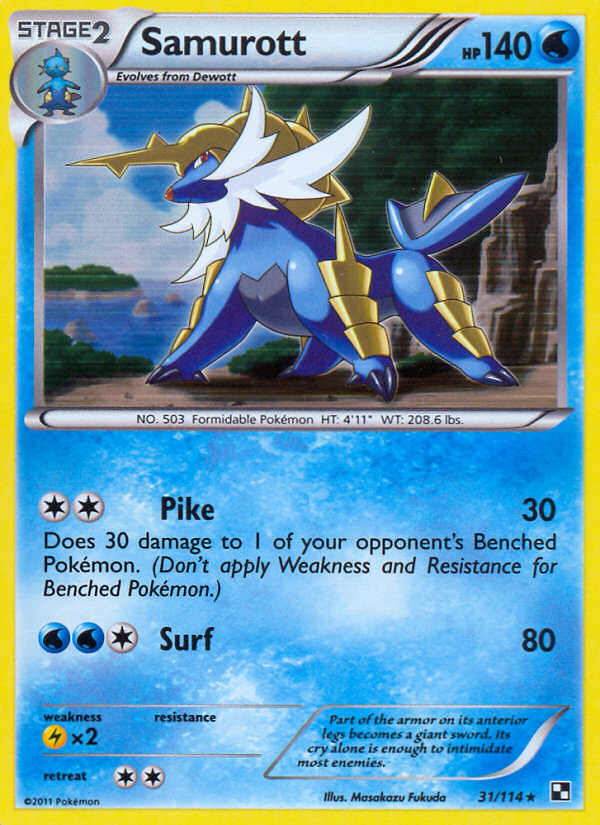 STAGE2
Samurott
HP140
Evolves from Dewott
NO. 503 Formidable Pokémon HT: 4'11" WT: 208.6 lbs.
Pike 30
Does 30 damage to 1 of your opponent's Benched
Pokémon. (Don't apply Weakness and Resistance for
Benched Pokémon.)
Surf 80
weakness resistance
×2
retreat
Part of the armor on its anterior
legs becomes a giant sword. Its
cry alone is enough to intimidate
most enemies.
©2011 Pokémon
Illus. Masakazu Fukuda 31/114★